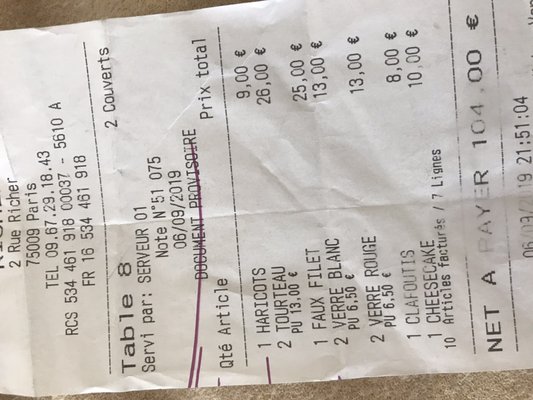 2 Rue Richer
75009 Paris
TEL 09.67.29.18.43
RCS 534 461 918 00037 - 5610 A
FR 16 534 461 918
2 Couverts
Table 8
Servi par: SERVEUR 01
Note N°51 075
06/09/2019
DOCUMENT PROVISOIRE
Qté Article Prix total
1 HARICOTS 9,00 €
2 TOURTEAU 26,00 €
PU 13,00 €
1 FAUX FILET 25,00 €
2 VERRE BLANC 13,00 €
PU 6,50 €
2 VERRE ROUGE 13,00 €
PU 6,50 €
1 CLAFOUTIS 8,00 €
1 CHEESECAKE 10,00 €
10 Articles facturés / 7 Lignes
NET A PAYER 104,00 €
21:51:04